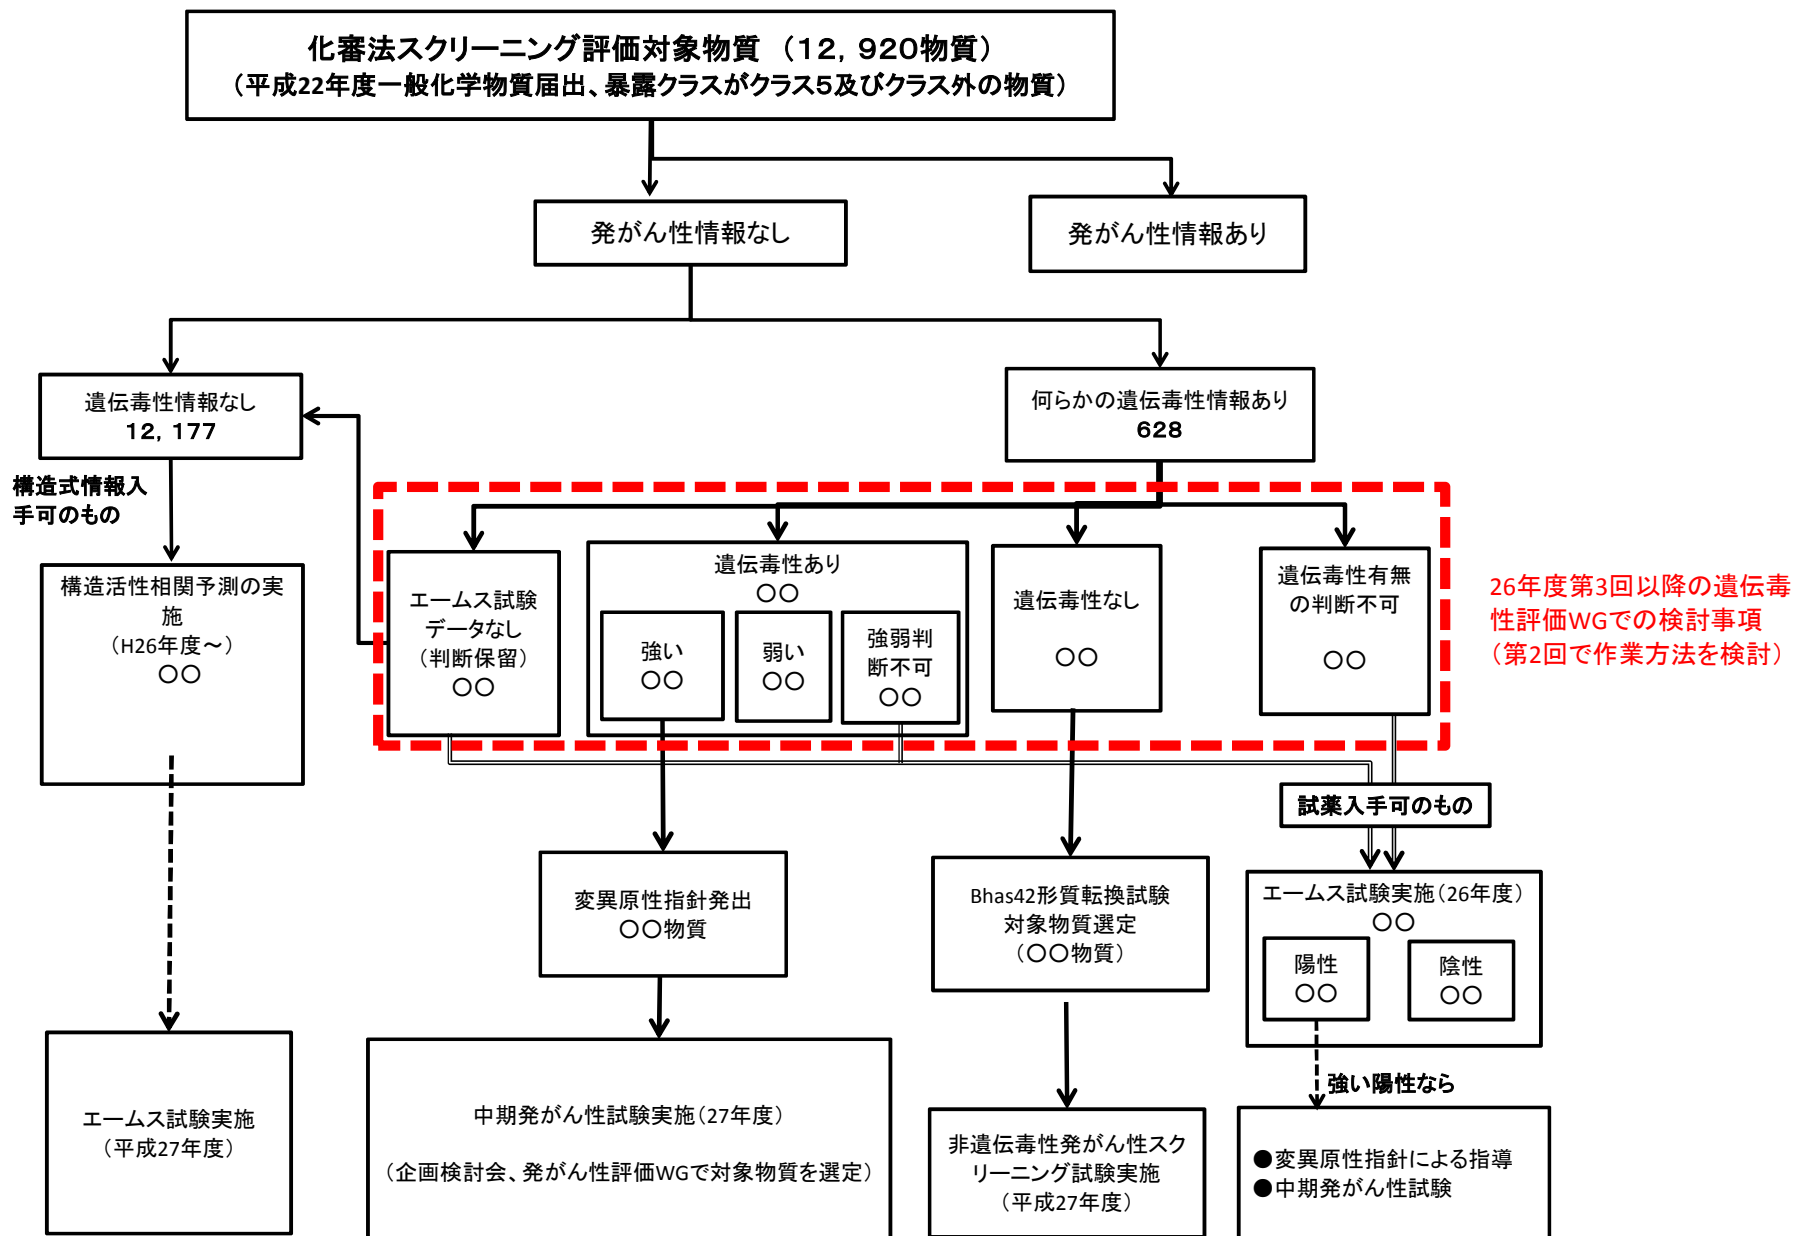 化審法スクリーニング評価対象物質 （12，920物質）
（平成22年度一般化学物質届出、暴露クラスがクラス5及びクラス外の物質）
発がん性情報なし
発がん性情報あり
遺伝毒性情報なし
12，177
何らかの遺伝毒性情報あり
628
構造式情報入
手可のもの
構造活性相関予測の実
施
（H26年度～）
〇〇
エームス試験
データなし
（判断保留）
〇〇
遺伝毒性あり
〇〇
強い
〇〇
弱い
〇〇
強弱判
断不可
〇〇
遺伝毒性なし
〇〇
遺伝毒性有無
の判断不可
〇〇
26年度第3回以降の遺伝毒
性評価WGでの検討事項
（第2回で作業方法を検討）
試薬入手可のもの
変異原性指針発出
〇〇物質
Bhas42形質転換試験
対象物質選定
（〇〇物質）
エームス試験実施（26年度）
〇〇
陽性
〇〇
陰性
〇〇
強い陽性なら
エームス試験実施
（平成27年度）
中期発がん性試験実施（27年度）
（企画検討会、発がん性評価WGで対象物質を選定）
非遺伝毒性発がん性スク
リーニング試験実施
（平成27年度）
●変異原性指針による指導
●中期発がん性試験